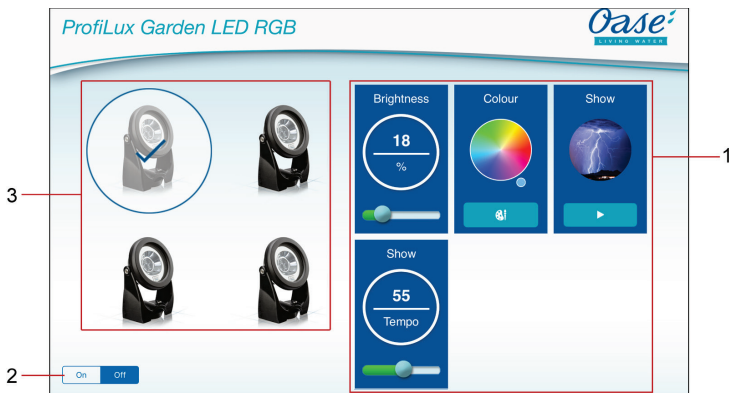 ProfiLux Garden LED RGB
Oase
LIVING WATER
Brightness
18
%
Colour
Show
Show
55
Tempo
On Off
1
2
3